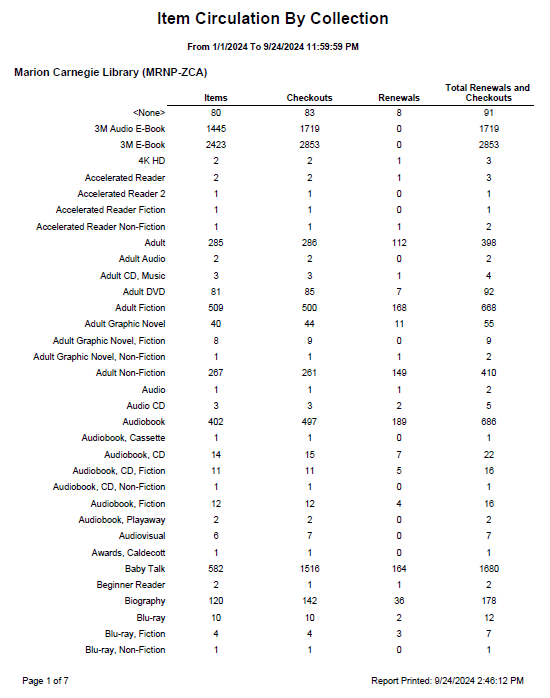 Item Circulation By Collection
From 1/1/2024 To 9/24/2024 11:59:59 PM
Marion Carnegie Library (MRNP-ZCA)
Items Checkouts Renewals Total Renewals and Checkouts
<None> 80 83 8 91
3M Audio E-Book 1445 1719 0 1719
3M E-Book 2423 2853 0 2853
4K HD 2 2 1 3
Accelerated Reader 2 2 1 3
Accelerated Reader 2 1 1 0 1
Accelerated Reader Fiction 1 1 0 1
Accelerated Reader Non-Fiction 1 1 1 2
Adult 285 286 112 398
Adult Audio 2 2 0 2
Adult CD, Music 3 3 1 4
Adult DVD 81 85 7 92
Adult Fiction 509 500 168 668
Adult Graphic Novel 40 44 11 55
Adult Graphic Novel, Fiction 8 9 0 9
Adult Graphic Novel, Non-Fiction 1 1 1 2
Adult Non-Fiction 267 261 149 410
Audio 1 1 1 2
Audio CD 3 3 2 5
Audiobook 402 497 189 686
Audiobook, Cassette 1 1 0 1
Audiobook, CD 14 15 7 22
Audiobook, CD, Fiction 11 11 5 16
Audiobook, CD, Non-Fiction 1 1 0 1
Audiobook, Fiction 12 12 4 16
Audiobook, Playaway 2 2 0 2
Audiovisual 6 7 0 7
Awards, Caldecott 1 1 0 1
Baby Talk 582 1516 164 1680
Beginner Reader 2 1 1 2
Biography 120 142 36 178
Blu-ray 10 10 2 12
Blu-ray, Fiction 4 4 3 7
Blu-ray, Non-Fiction 1 1 0 1
Page 1 of 7 Report Printed: 9/24/2024 2:46:12 PM